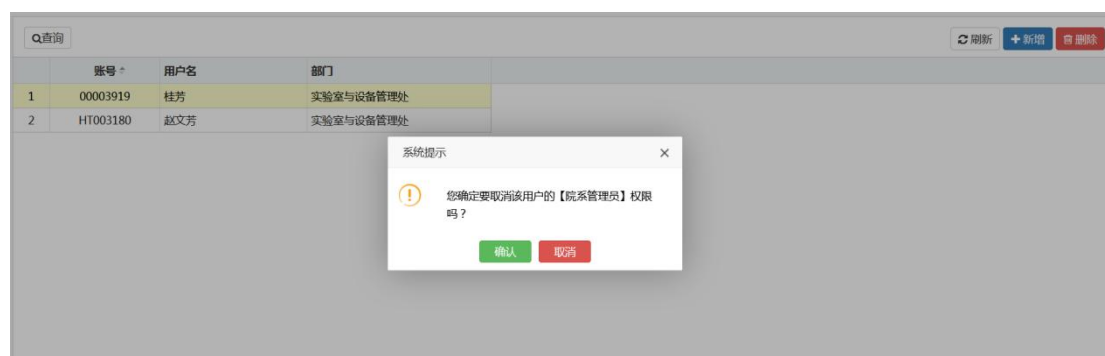 查询
刷新 新增 删除
账号 用户名 部门
1 00003919 桂芳 实验室与设备管理处
2 HT003180 赵文芳 实验室与设备管理处
系统提示
您确定要取消该用户的【院系管理员】权限
吗？
确认 取消